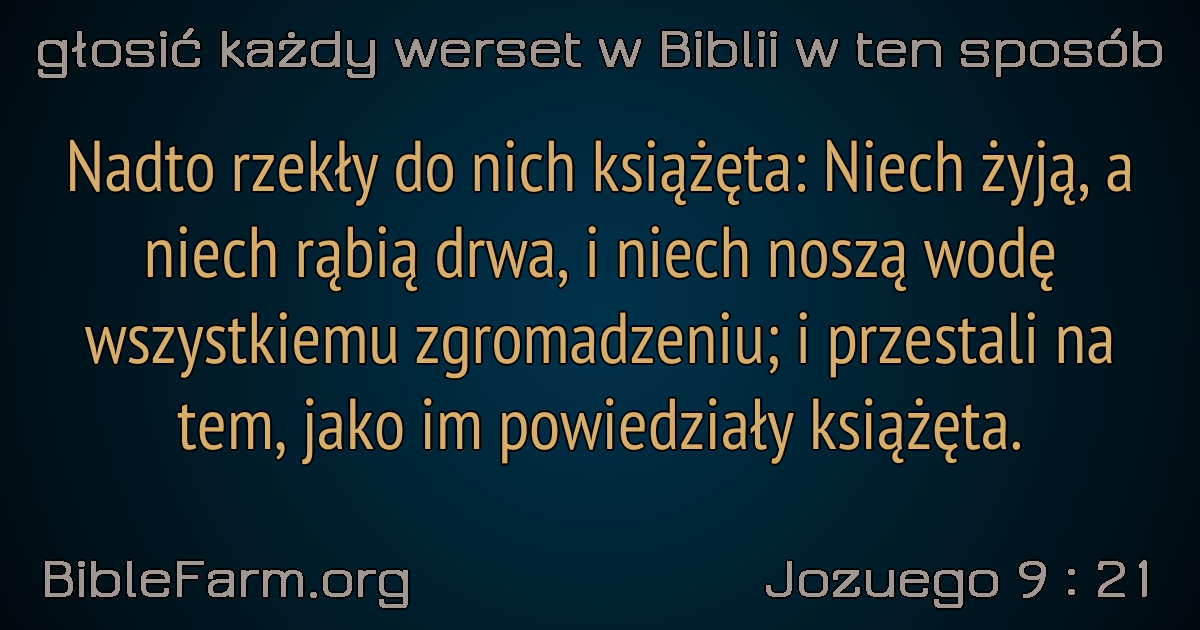 głosić każdy werset w Biblii w ten sposób
Nadto rzekły do nich książęta: Niech żyją, a
niech rąbią drwa, i niech noszą wodę
wszystkiemu zgromadzeniu; i przestali na
tem, jako im powiedziały książęta.
BibleFarm.org
Jozuego 9 : 21